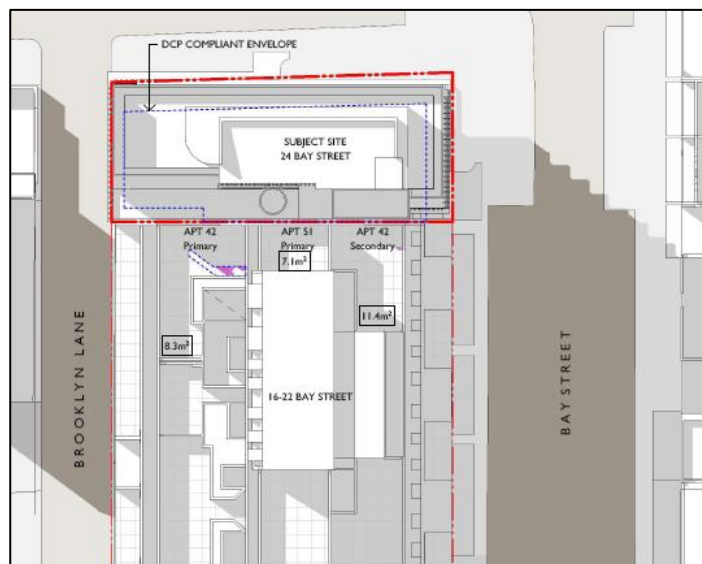 DCP COMPLIANT ENVELOPE
SUBJECT SITE
24 BAY STREET
APT 42
Primary
APT 51
Primary
APT 42
Secondary
7.1m²
11.4m²
8.3m²
16-22 BAY STREET
BROOKLYN LANE
BAY STREET